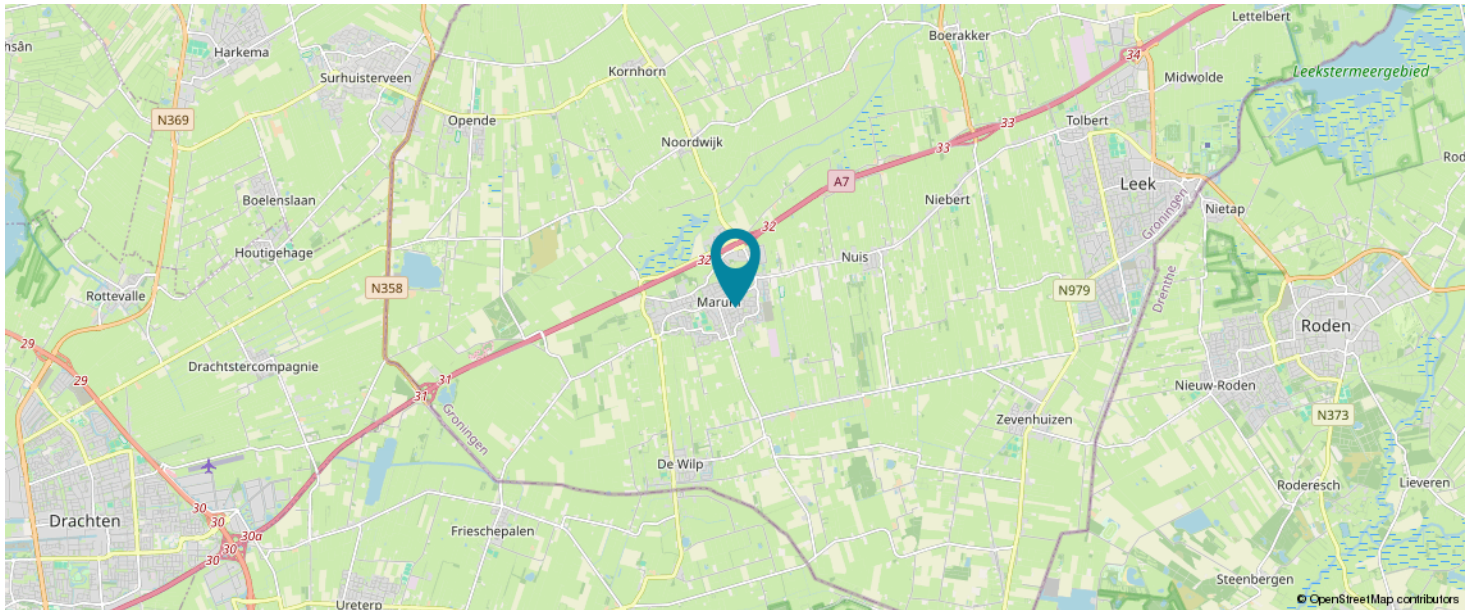 Lettelbert
Boerakker
hsân
Harkema
34
Kornhorn
Leekstermeergebied
Surhuisterveen
Midwolde
N369
Opende
33
Tolbert
Noordwijk
33
Rod
A7
Leek
Boelenslaan
Niebert
Groningen
Nietap
32
Houtigehage
Nuis
32
N358
Drenthe
N979
Rottevalle
Marum
Roden
29
Drachtstercompagnie
29
31
Nieuw-Roden
31
Groningen
Zevenhuizen
N373
De Wilp
Roderesch
Lieveren
30
Drachten
30
Frieschepalen
30a
30
30
Steenbergen
Ureterp
© OpenStreetMap contributors